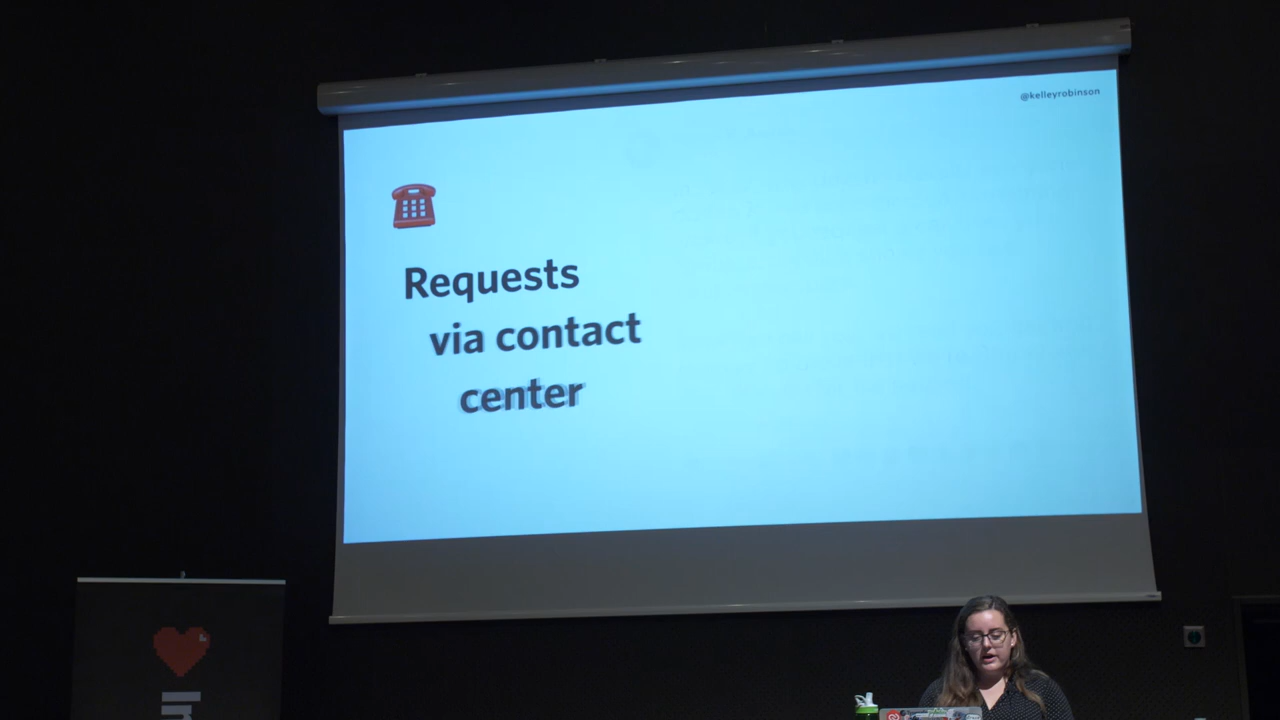 @kelleyrobinson
Requests
via contact
center